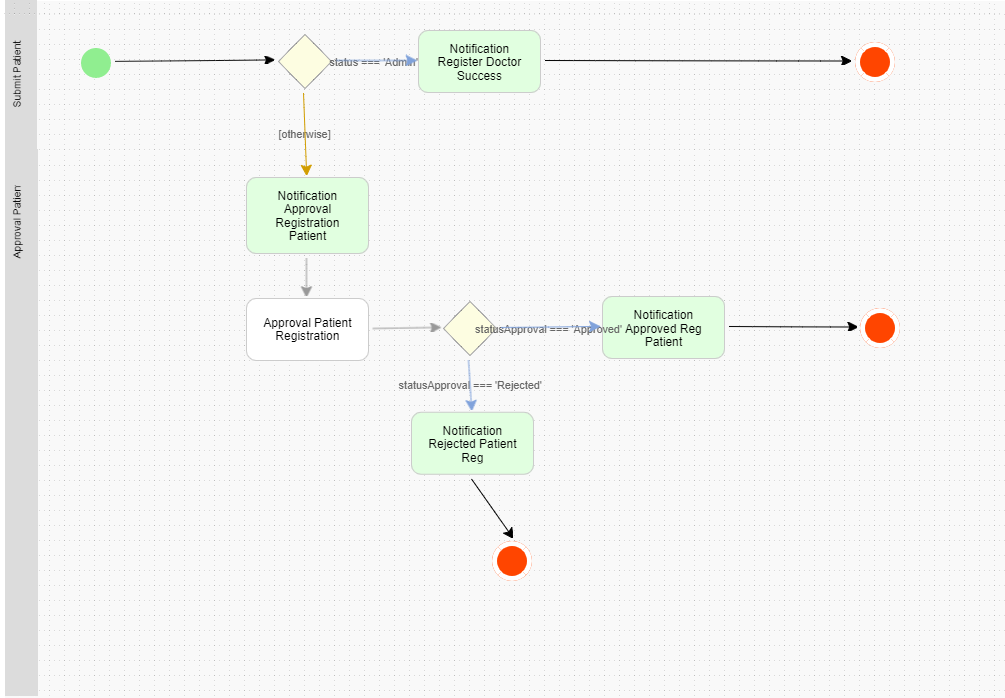 Submit Patient
status === 'Admin'
Notification
Register Doctor
Success
[otherwise]
Approval Patien
Notification
Approval
Registration
Patient
Approval Patient
Registration
statusApproval === 'Approved'
Notification
Approved Reg
Patient
statusApproval === 'Rejected'
Notification
Rejected Patient
Reg